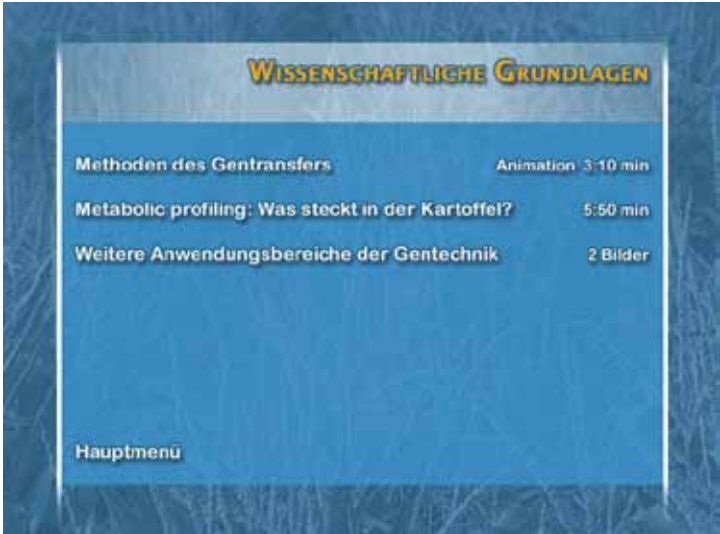 Wissenschaftliche Grundlagen
Methoden des Gentransfers Animation 3:10 min
Metabolic profiling: Was steckt in der Kartoffel? 5:50 min
Weitere Anwendungsbereiche der Gentechnik 2 Bilder
Hauptmenü